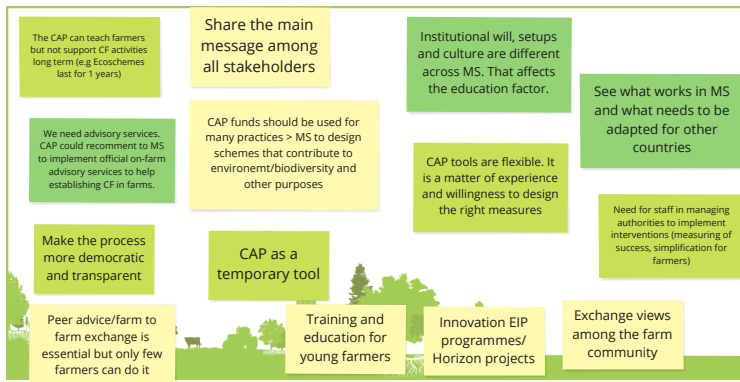 The CAP can teach farmers
but not support CF activities
long term (e.g Ecoschemes
last for 1 years)
Share the main
message among
all stakeholders
Institutional will, setups
and culture are different
across MS. That affects
the education factor.
See what works in MS
and what needs to be
adapted for other
countries
We need advisory services.
CAP could recomment to MS
to implement official on-farm
advisory services to help
establishing CF in farms.
CAP funds should be used for
many practices > MS to design
schemes that contribute to
environemt/biodiversity and
other purposes
CAP tools are flexible. It
is a matter of experience
and willingness to design
the right measures
Need for staff in managing
authorities to implement
interventions (measuring of
success, simplification for
farmers)
Make the process
more democratic
and transparent
CAP as a
temporary tool
Peer advice/farm to
farm exchange is
essential but only few
farmers can do it
Training and
education for
young farmers
Innovation EIP
programmes/
Horizon projects
Exchange views
among the farm
community